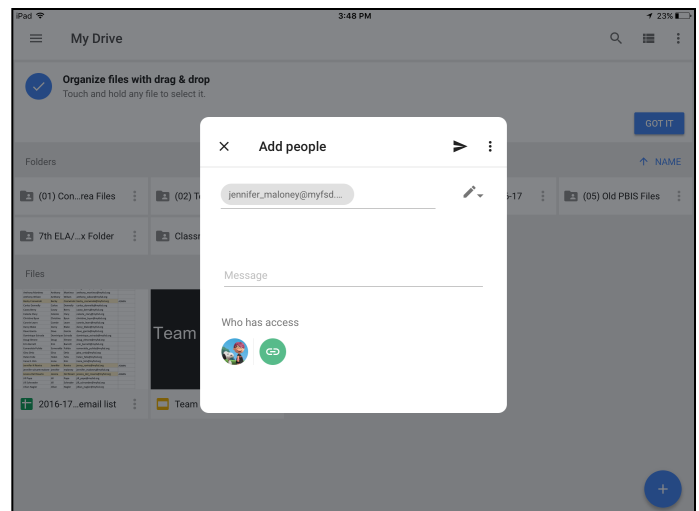 iPad 3:48 PM 23%
My Drive
Organize files with drag & drop
Touch and hold any file to select it.
GOT IT
Add people
Folders
NAME
(01) Con...rea Files
(02) T
-17
(05) Old PBIS Files
jennifer_maloney@myfsd....
7th ELA/...x Folder
Class
Message
Files
Team
Who has access
2016-17...email list
Team